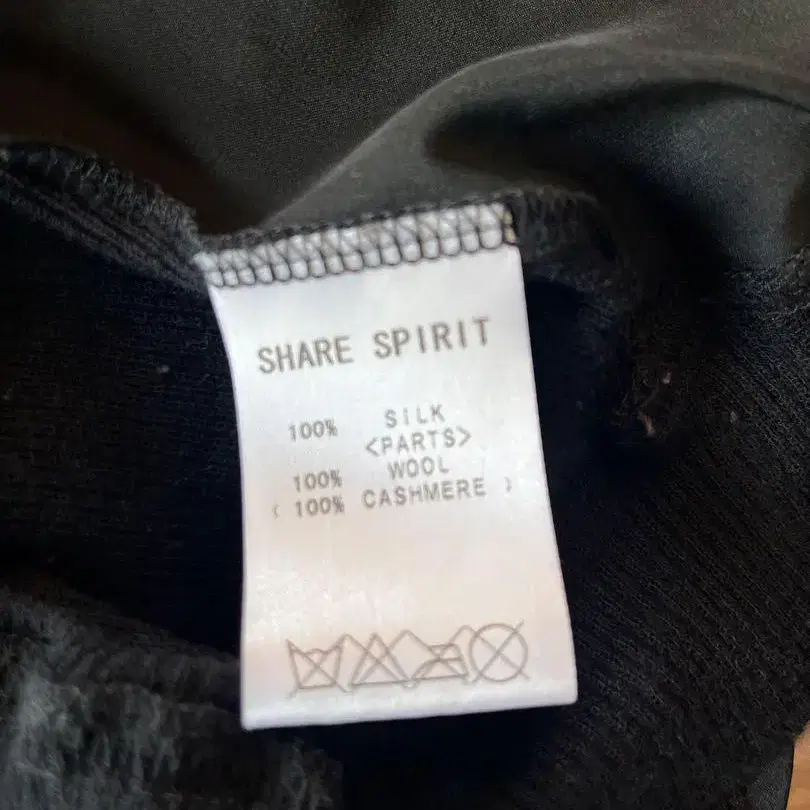 SHARE SPIRIT
100% SILK
<PARTS>
100% WOOL
( 100% CASHMERE )